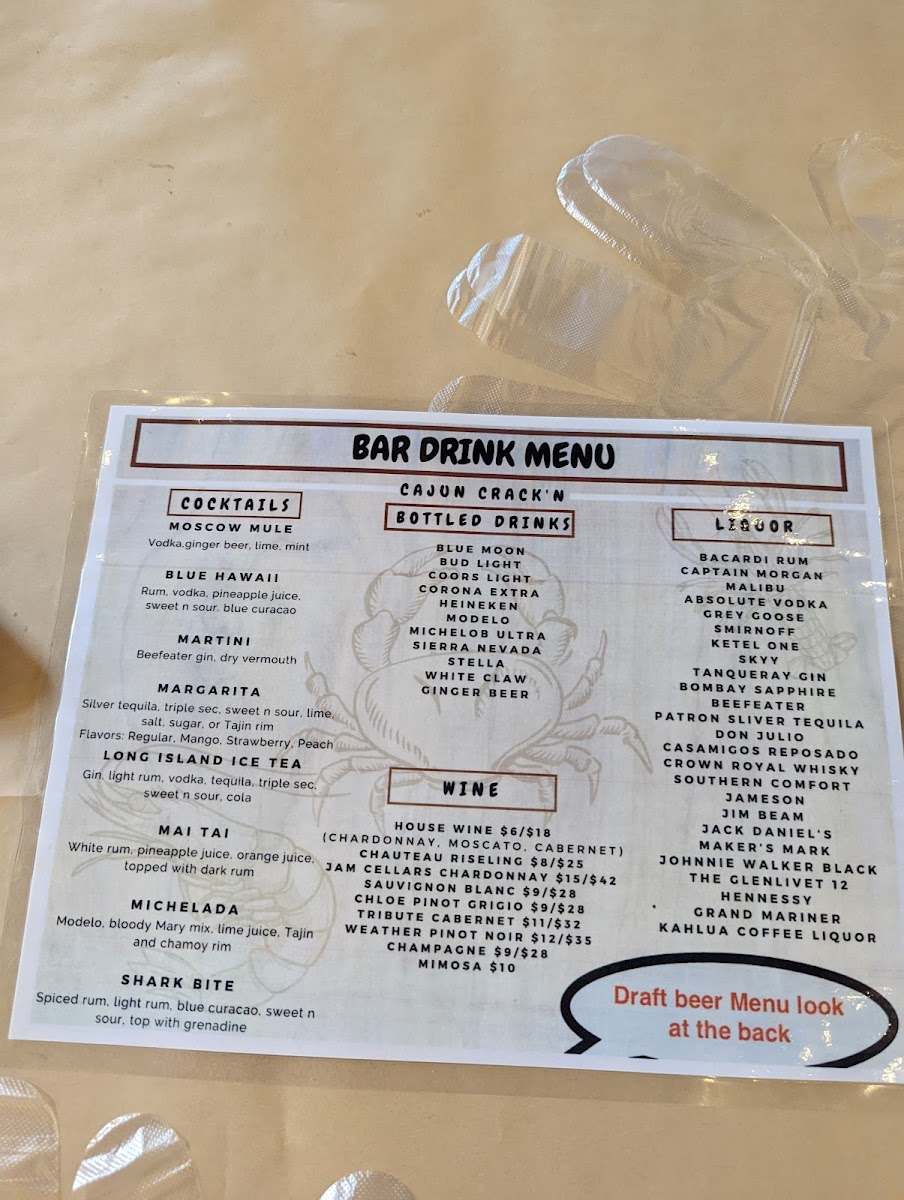 BAR DRINK MENU
CAJUN CRACK'N
COCKTAILS
MOSCOW MULE
Vodka,ginger beer, lime, mint
BLUE HAWAII
Rum, vodka, pineapple juice,
sweet n sour, blue curacao
MARTINI
Beefeater gin, dry vermouth
MARGARITA
Silver tequila, triple sec, sweet n sour, lime,
salt, sugar, or Tajin rim
Flavors: Regular, Mango, Strawberry, Peach
LONG ISLAND ICE TEA
Gin, light rum, vodka, tequila, triple sec,
sweet n sour, cola
MAI TAI
White rum, pineapple juice, orange juice,
topped with dark rum
MICHELADA
Modelo, bloody Mary mix, lime juice, Tajin
and chamoy rim
SHARK BITE
Spiced rum, light rum, blue curacao, sweet n
sour, top with grenadine
BOTTLED DRINKS
BLUE MOON
BUD LIGHT
COORS LIGHT
CORONA EXTRA
HEINEKEN
MODELO
MICHELOB ULTRA
SIERRA NEVADA
STELLA
WHITE CLAW
GINGER BEER
WINE
HOUSE WINE $6/$18
(CHARDONNAY, MOSCATO, CABERNET)
CHAUTEAU RISELING $8/$25
JAM CELLARS CHARDONNAY $15/$42
SAUVIGNON BLANC $9/$28
CHLOE PINOT GRIGIO $9/$28
TRIBUTE CABERNET $11/$32
WEATHER PINOT NOIR $12/$35
CHAMPAGNE $9/$28
MIMOSA $10
LIQUOR
BACARDI RUM
CAPTAIN MORGAN
MALIBU
ABSOLUTE VODKA
GREY GOOSE
SMIRNOFF
KETEL ONE
SKYY
TANQUERAY GIN
BOMBAY SAPPHIRE
BEEFEATER
PATRON SLIVER TEQUILA
DON JULIO
CASAMIGOS REPOSADO
CROWN ROYAL WHISKY
SOUTHERN COMFORT
JAMESON
JIM BEAM
JACK DANIEL'S
MAKER'S MARK
JOHNNIE WALKER BLACK
THE GLENLIVET 12
HENNESSY
GRAND MARINER
KAHLUA COFFEE LIQUOR
Draft beer Menu look
at the back